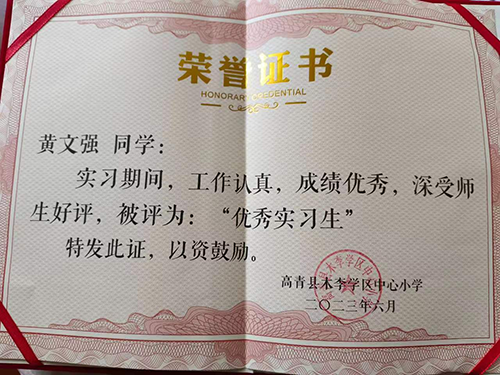 荣誉证书
HONORARY CREDENTIAL
黄文强 同学：
实习期间，工作认真，成绩优秀，深受师
生好评，被评为：“优秀实习生”
特发此证，以资鼓励。
高青县木李学区中心小学
二〇二三年六月